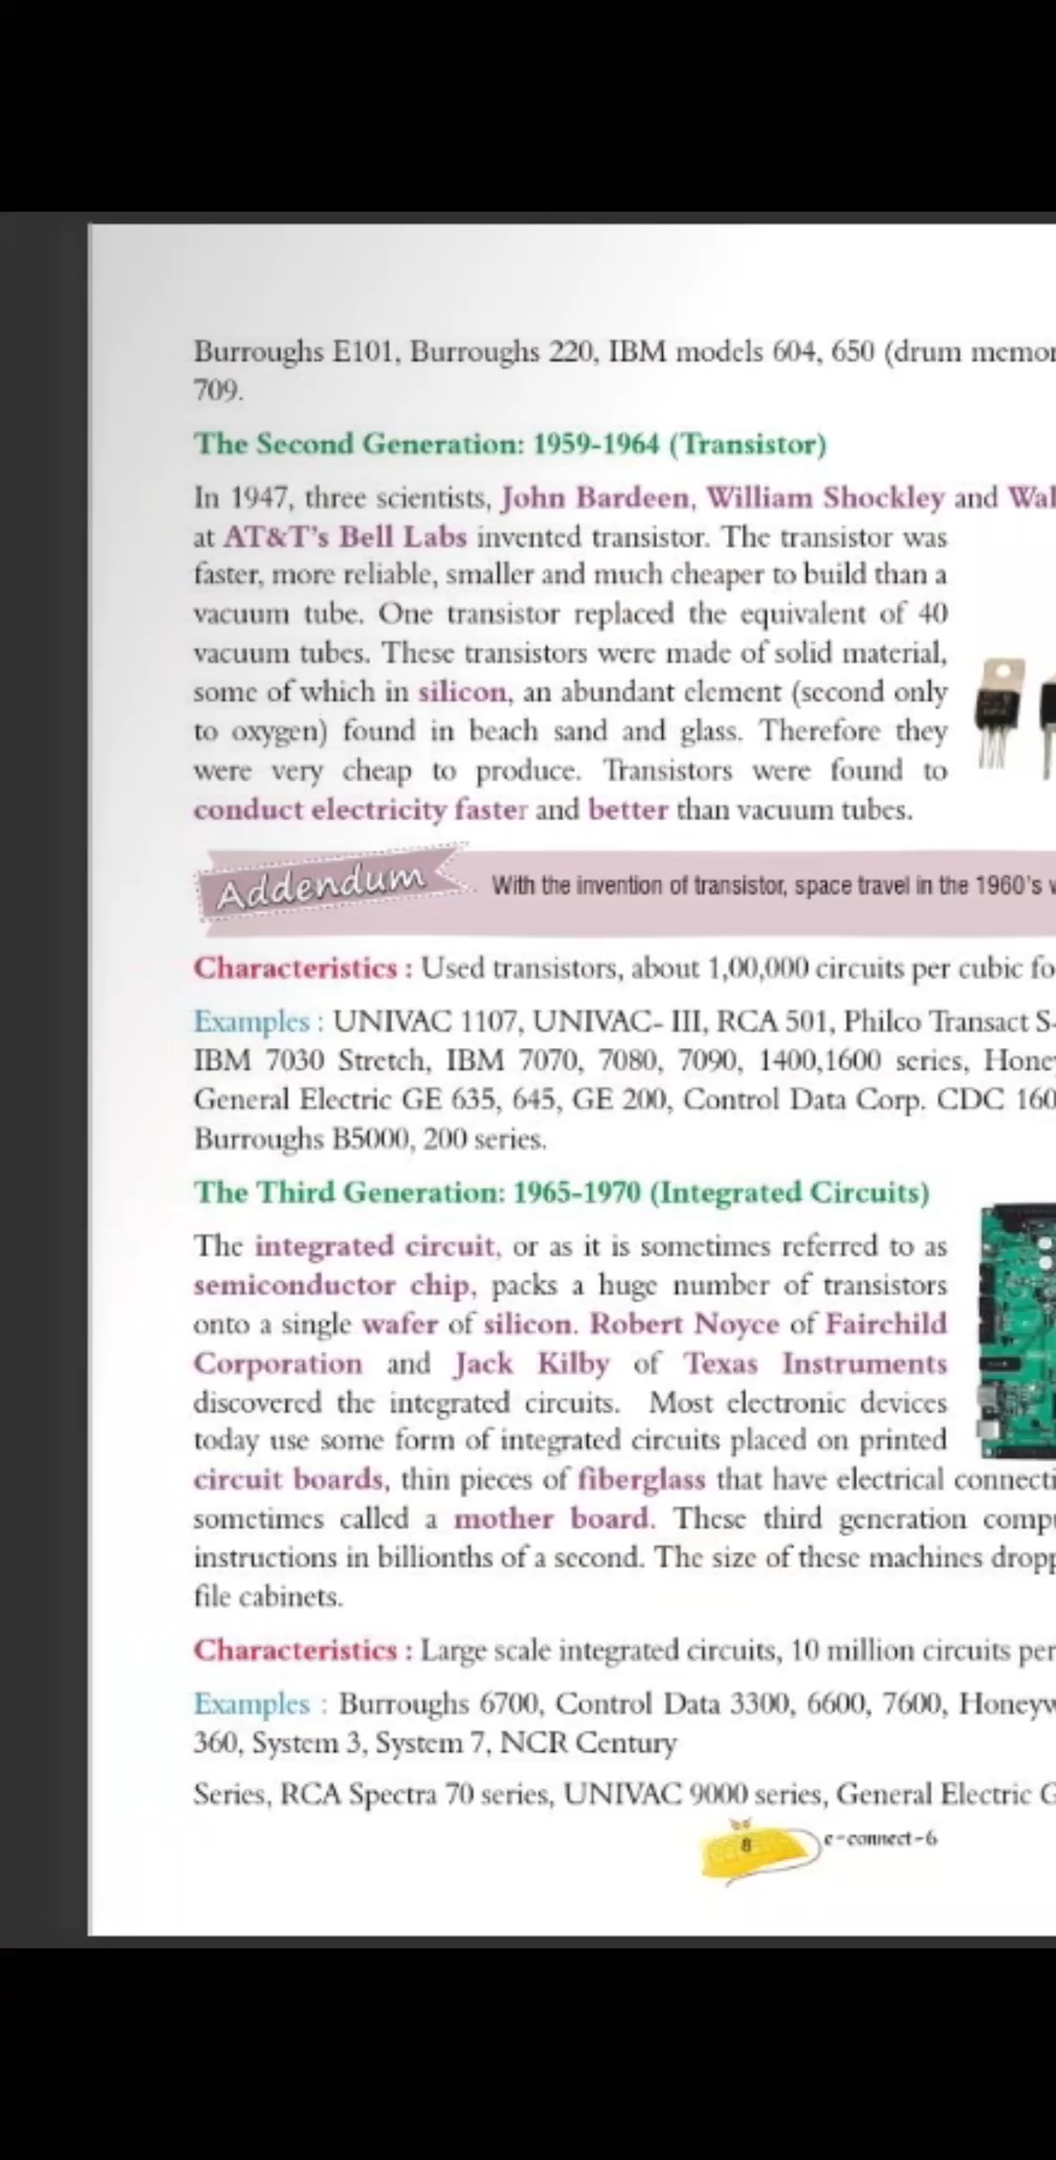 Burroughs E101, Burroughs 220, IBM models 604, 650 (drum
709.
The Second Generation: 1959-1964 (Transistor)
In 1947, three scientists, John Bardeen, William Shockley and
at AT&T's Bell Labs invented transistor. The transistor was
faster, more reliable, smaller and much cheaper to build than a
vacuum tube. One transistor replaced the equivalent of 40
vacuum tubes. These transistors were made of solid material,
some of which in silicon, an abundant element (second only
to oxygen) found in beach sand and glass. Therefore they
were very cheap to produce. Transistors were found to
conduct electricity faster and better than vacuum tubes.
Addendum
With the invention of transistor, space travel in the 1960's
Characteristics : Used transistors, about 1,00,000 circuits per cubic
Examples : UNIVAC 1107, UNIVAC- III, RCA 501, Philco Transact
IBM 7030 Stretch, IBM 7070, 7080, 7090, 1400,1600 series,
General Electric GE 635, 645, GE 200, Control Data Corp. CDC
Burroughs B5000, 200 series.
The Third Generation: 1965-1970 (Integrated Circuits)
The integrated circuit, or as it is sometimes referred to as
semiconductor chip, packs a huge number of transistors
onto a single wafer of silicon. Robert Noyce of Fairchild
Corporation and Jack Kilby of Texas Instruments
discovered the integrated circuits. Most electronic devices
today use some form of integrated circuits placed on printed
circuit boards, thin pieces of fiberglass that have electrical
sometimes called a mother board. These third generation
instructions in billionths of a second. The size of these machines
file cabinets.
Characteristics : Large scale integrated circuits, 10 million circuits per
Examples : Burroughs 6700, Control Data 3300, 6600, 7600,
360, System 3, System 7, NCR Century
Series, RCA Spectra 70 series, UNIVAC 9000 series, General Electric
8
e-connect-6